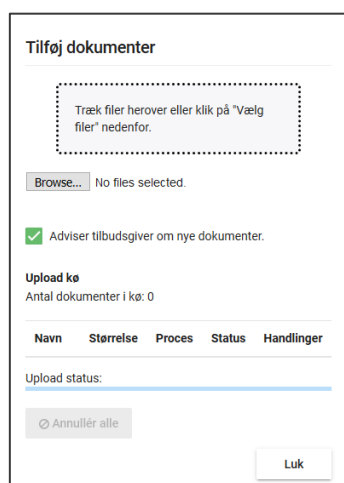 Tilføj dokumenter
Træk filer herover eller klik på "Vælg
filer" nedenfor.
Browse... No files selected.
Adviser tilbudsgiver om nye dokumenter.
Upload kø
Antal dokumenter i kø: 0
Navn Størrelse Proces Status Handlinger
Upload status:
Annullér alle
Luk